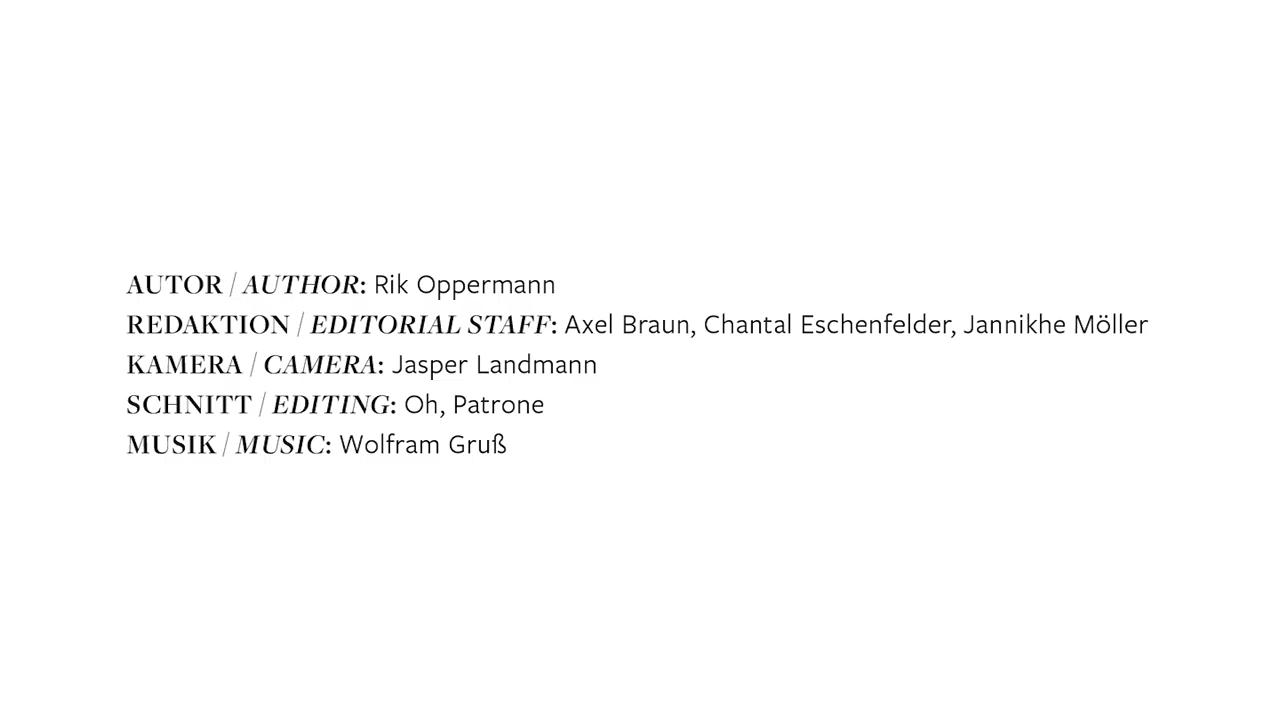 AUTOR / AUTHOR: Rik Oppermann
REDAKTION / EDITORIAL STAFF: Axel Braun, Chantal Eschenfelder, Jannikhe Möller
KAMERA / CAMERA: Jasper Landmann
SCHNITT / EDITING: Oh, Patrone
MUSIK / MUSIC: Wolfram Gruß